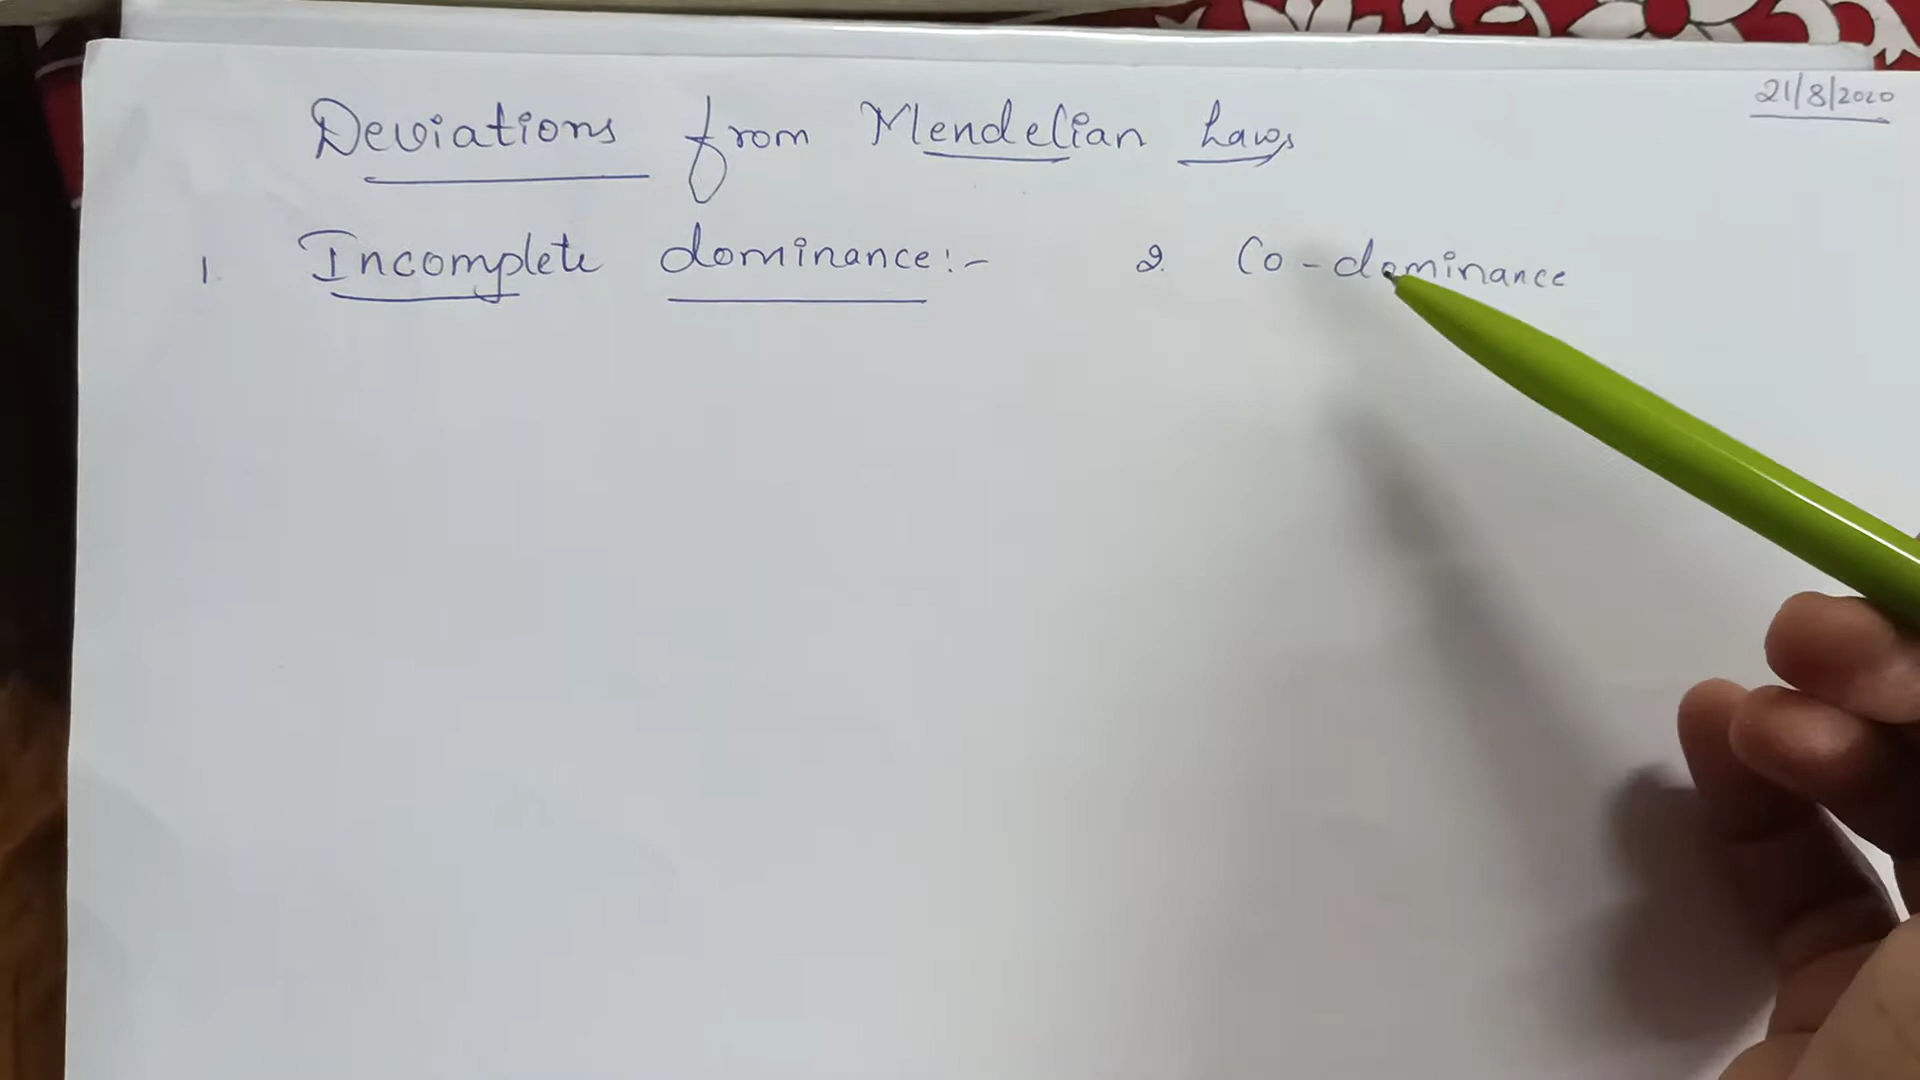 21/8/2020
Deviations from Mendelian Laws
1. Incomplete dominance:- 2. Co-dominance